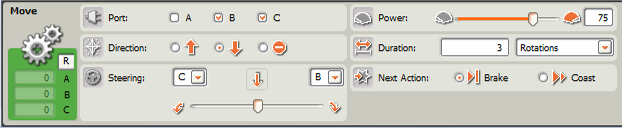 Move
Port: A B C
Power: 75
Direction:
Duration: 3 Rotations
R
Steering: C B
Next Action: Brake Coast
0 A
0 B
0 C